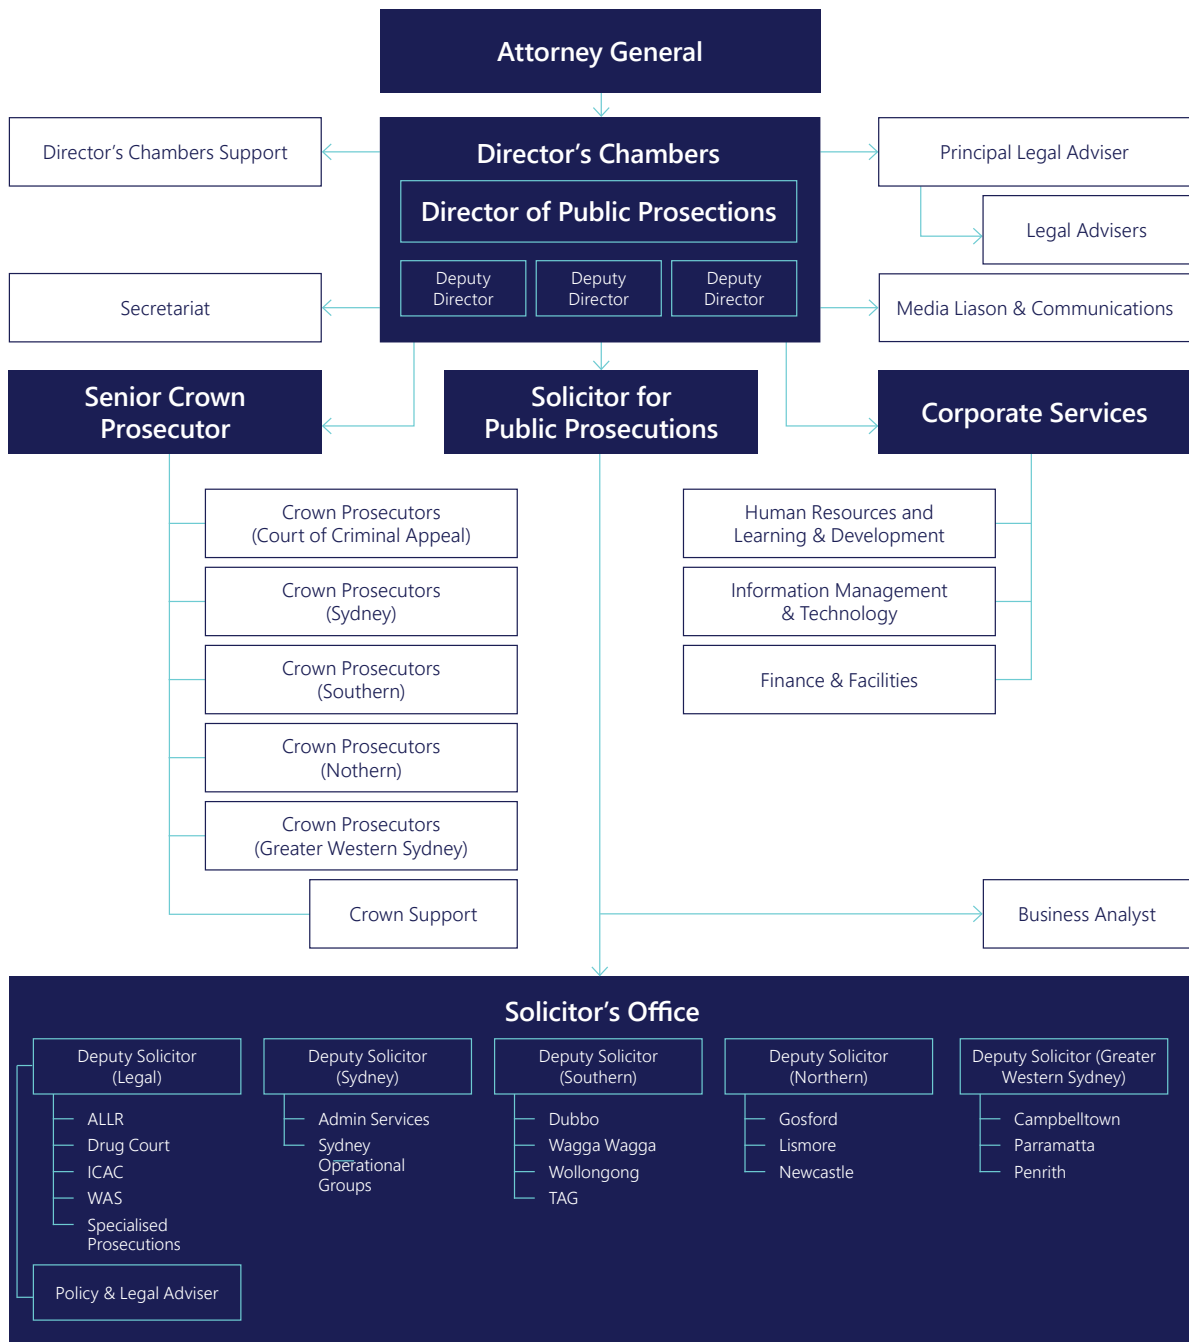 Attorney General
Director's Chambers Support
Director's Chambers
Principal Legal Adviser
Director of Public Prosections
Legal Advisers
Deputy
Director
Deputy
Director
Deputy
Director
Secretariat
Media Liason & Communications
Senior Crown
Prosecutor
Solicitor for
Public Prosecutions
Corporate Services
Crown Prosecutors
(Court of Criminal Appeal)
Crown Prosecutors
(Sydney)
Crown Prosecutors
(Southern)
Crown Prosecutors
(Nothern)
Crown Prosecutors
(Greater Western Sydney)
Crown Support
Human Resources and
Learning & Development
Information Management
& Technology
Finance & Facilities
Business Analyst
Solicitor's Office
Deputy Solicitor
(Legal)
ALLR
Drug Court
ICAC
WAS
Specialised
Prosecutions
Policy & Legal Adviser
Deputy Solicitor
(Sydney)
Admin Services
Sydney
Operational
Groups
Deputy Solicitor
(Southern)
Dubbo
Wagga Wagga
Wollongong
TAG
Deputy Solicitor
(Northern)
Gosford
Lismore
Newcastle
Deputy Solicitor (Greater
Western Sydney)
Campbelltown
Parramatta
Penrith